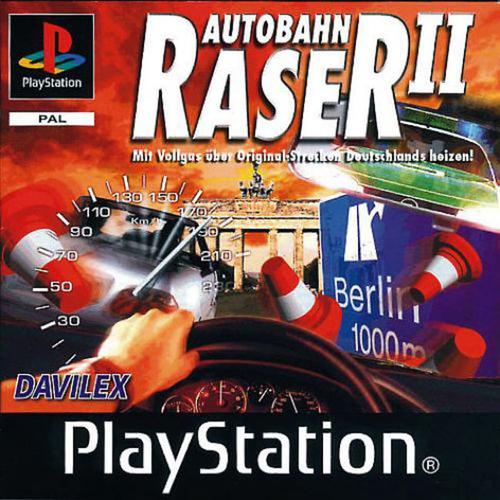 PlayStation
PAL
AUTOBAHN
RASER II
Mit Vollgas über Original-Strecken Deutschlands heizen!
130
150
110
170
90
Km/h
190
70
210
50
30
Berlin
1000m
DAVILEX
PlayStation®